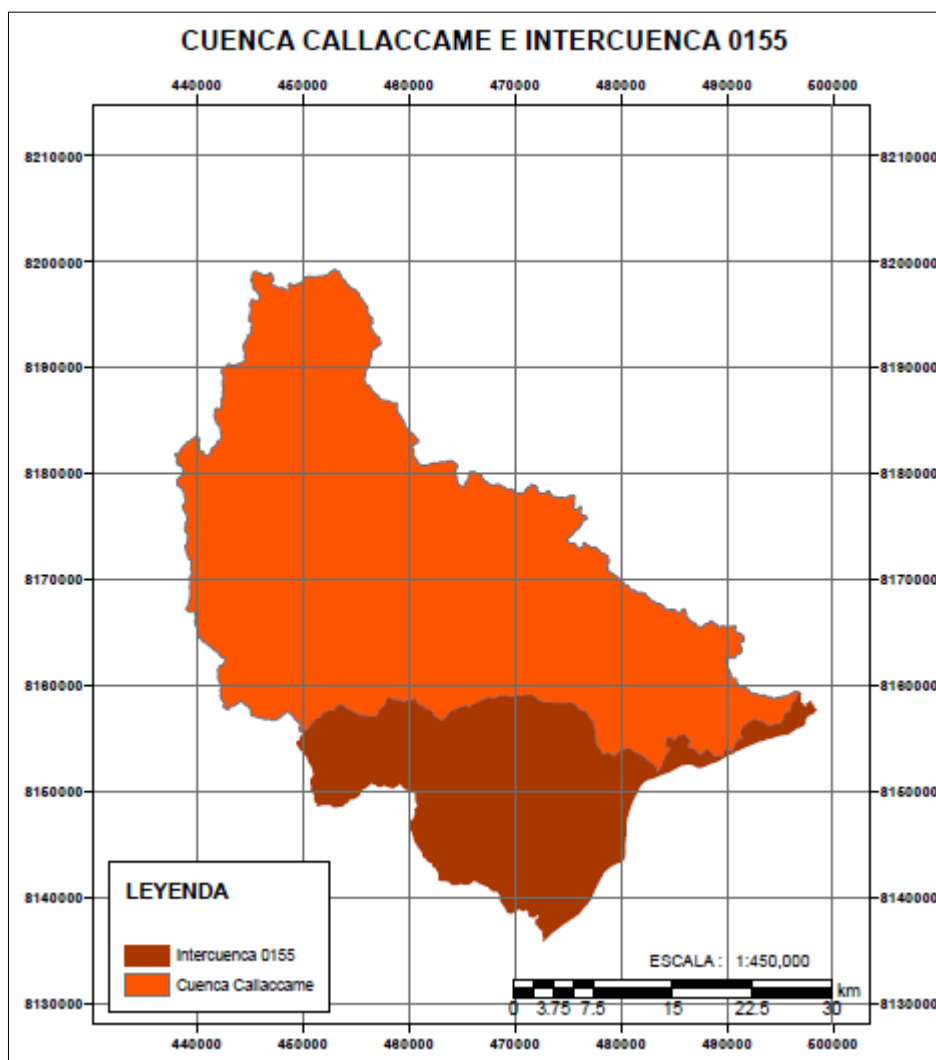 CUENCA CALLACCAME E INTERCUENCA 0155
440000 450000 460000 470000 480000 490000 500000
8210000 8210000
8200000 8200000
8190000 8190000
8180000 8180000
8170000 8170000
8160000 8160000
8150000 8150000
8140000 8140000
8130000 8130000
LEYENDA
Intercuenca 0155
Cuenca Callaccame
ESCALA : 1:450,000
km
0 3.75 7.5 15 22.5 30
440000 450000 460000 470000 480000 490000 500000